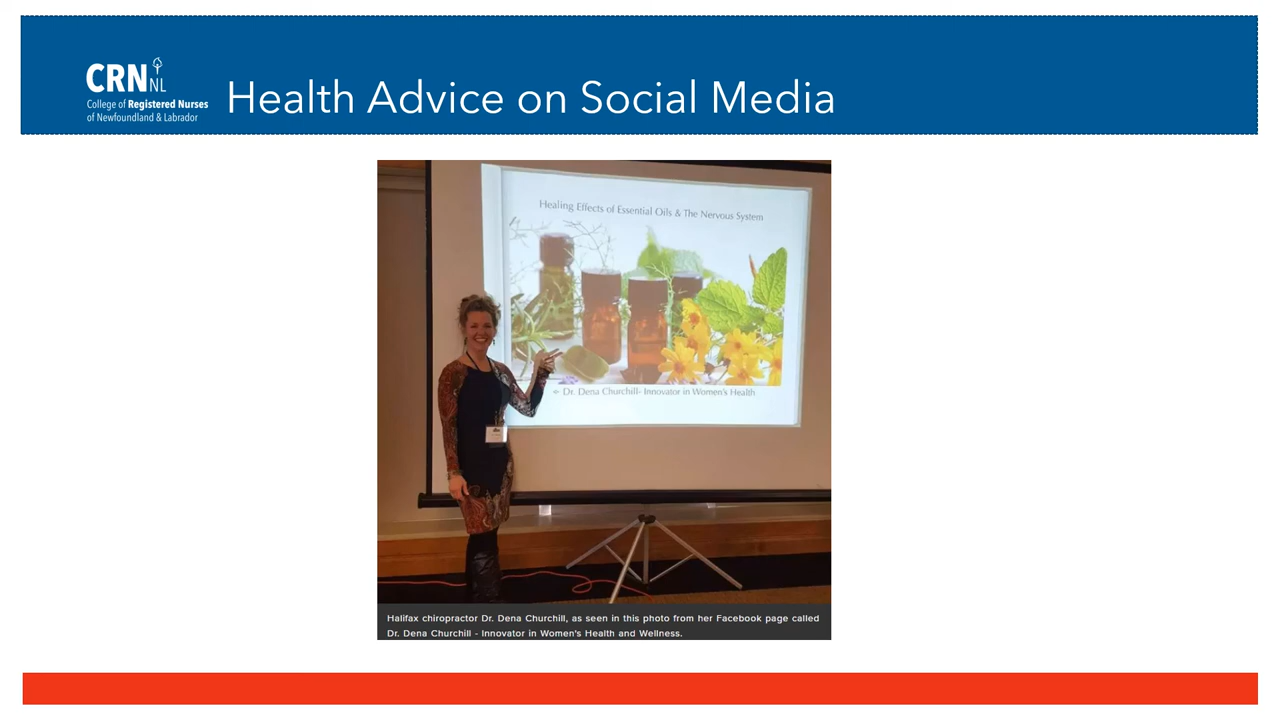 CRNNL
College of Registered Nurses
of Newfoundland & Labrador
Health Advice on Social Media
Healing Effects of Essential Oils & The Nervous System
← Dr. Dena Churchill- Innovator in Women's Health
Halifax chiropractor Dr. Dena Churchill, as seen in this photo from her Facebook page called
Dr. Dena Churchill - Innovator in Women's Health and Wellness.